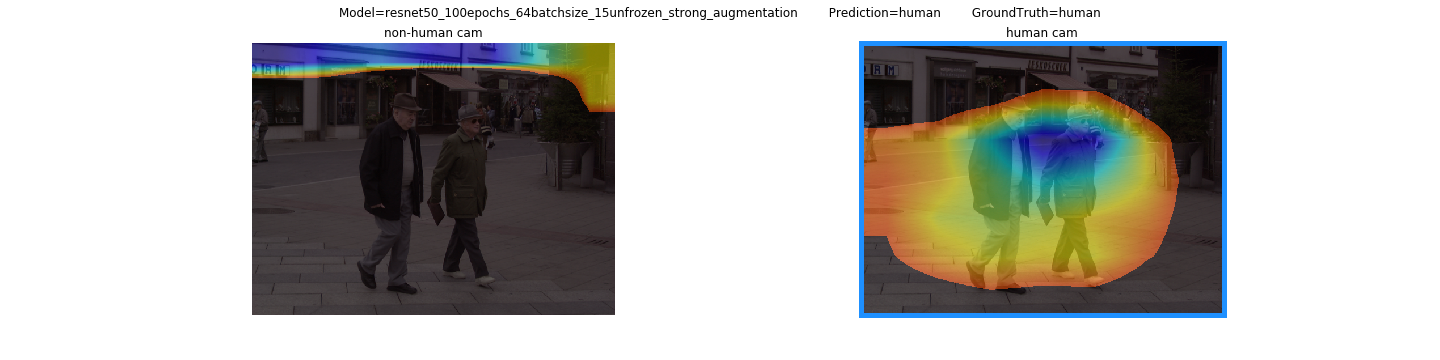 Model=resnet50_100epochs_64batchsize_15unfrozen_strong_augmentation Prediction=human GroundTruth=human
non-human cam
human cam